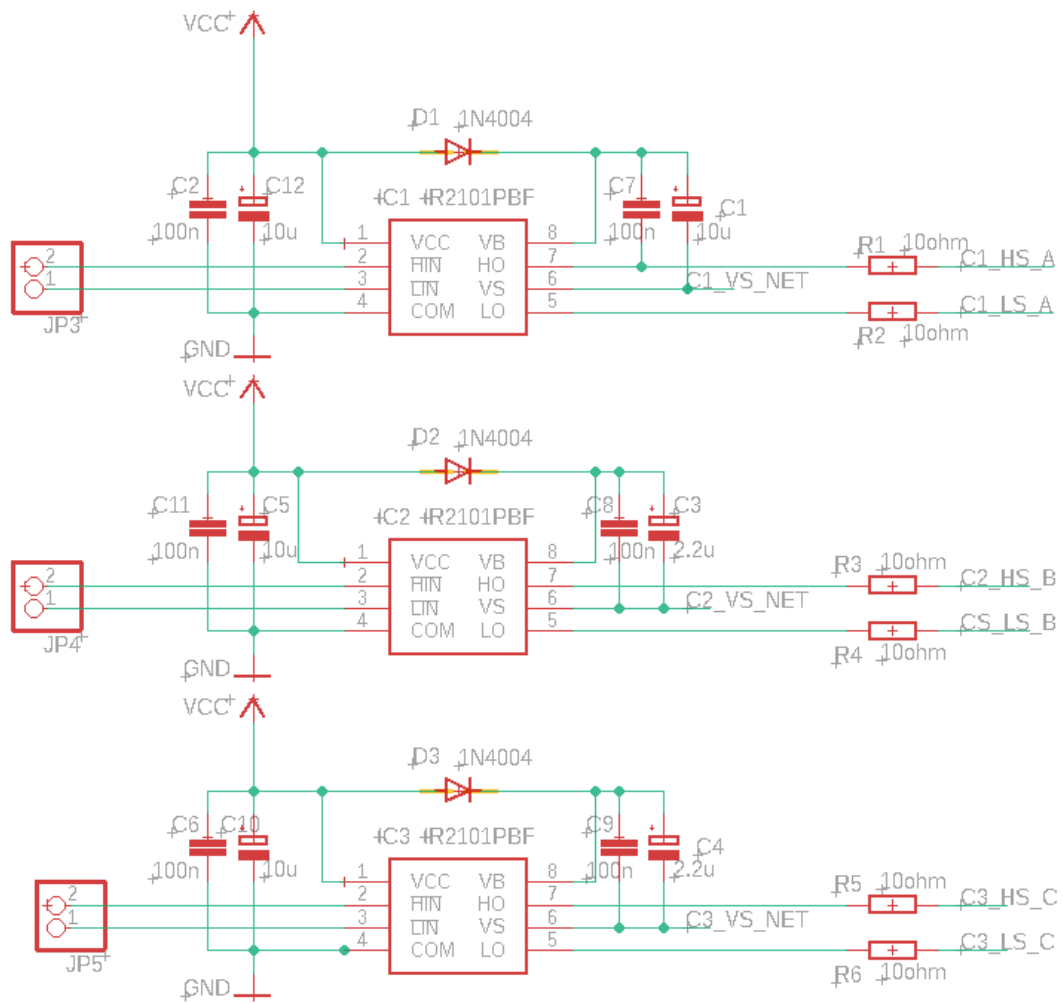 VCC
D1 1N4004
C2 C12 C1 R2101PBF C7 C1
100n 10u 100n 10u
1 VCC VB 8
2 2 HIN HO 7 R1 10ohm C1_HS_A
1 3 LIN VS 6 C1_VS_NET
4 COM LO 5 C1_LS_A
JP3 R2 10ohm
GND
VCC
D2 1N4004
C11 C5 C2 R2101PBF C8 C3
100n 10u 100n 2.2u
1 VCC VB 8
2 2 HIN HO 7 R3 10ohm C2_HS_B
1 3 LIN VS 6 C2_VS_NET
4 COM LO 5 CS_LS_B
JP4 R4 10ohm
GND
VCC
D3 1N4004
C6 C10 C3 R2101PBF C9 C4
100n 10u 100n 2.2u
1 VCC VB 8
2 2 HIN HO 7 R5 10ohm C3_HS_C
1 3 LIN VS 6 C3_VS_NET
4 COM LO 5 C3_LS_C
JP5 R6 10ohm
GND